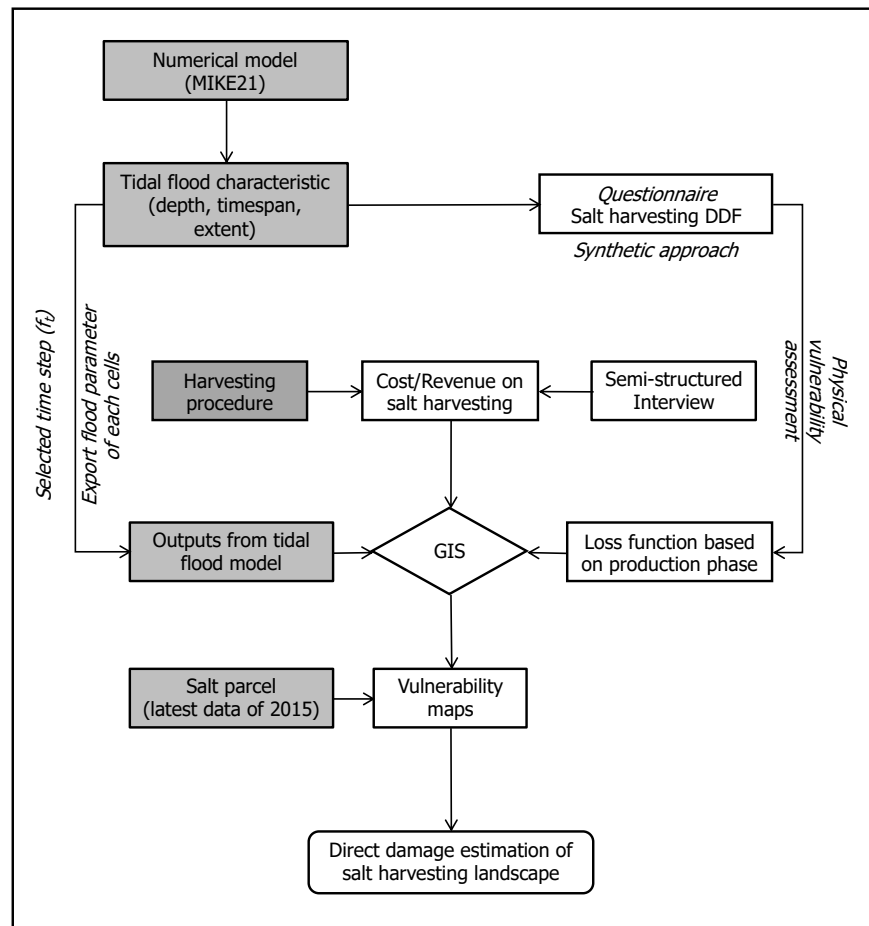 Numerical model
(MIKE21)
Tidal flood characteristic
(depth, timespan,
extent)
Questionnaire
Salt harvesting DDF
Synthetic approach
Selected time step (fₜ)
Export flood parameter
of each cells
Physical
vulnerability
assessment
Harvesting
procedure
Cost/Revenue on
salt harvesting
Semi-structured
Interview
Outputs from tidal
flood model
GIS
Loss function based
on production phase
Salt parcel
(latest data of 2015)
Vulnerability
maps
Direct damage estimation of
salt harvesting landscape